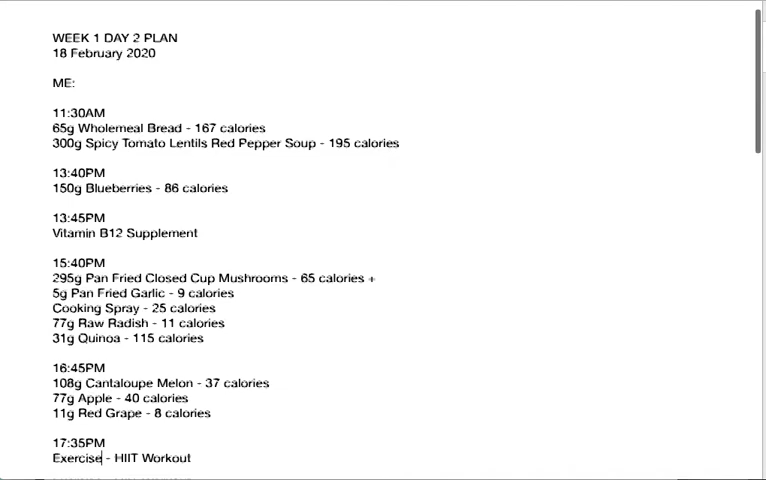 WEEK 1 DAY 2 PLAN
18 February 2020
ME:
11:30AM
65g Wholemeal Bread - 167 calories
300g Spicy Tomato Lentils Red Pepper Soup - 195 calories
13:40PM
150g Blueberries - 86 calories
13:45PM
Vitamin B12 Supplement
15:40PM
295g Pan Fried Closed Cup Mushrooms - 65 calories +
5g Pan Fried Garlic - 9 calories
Cooking Spray - 25 calories
77g Raw Radish - 11 calories
31g Quinoa - 115 calories
16:45PM
108g Cantaloupe Melon - 37 calories
77g Apple - 40 calories
11g Red Grape - 8 calories
17:35PM
Exercise - HIIT Workout